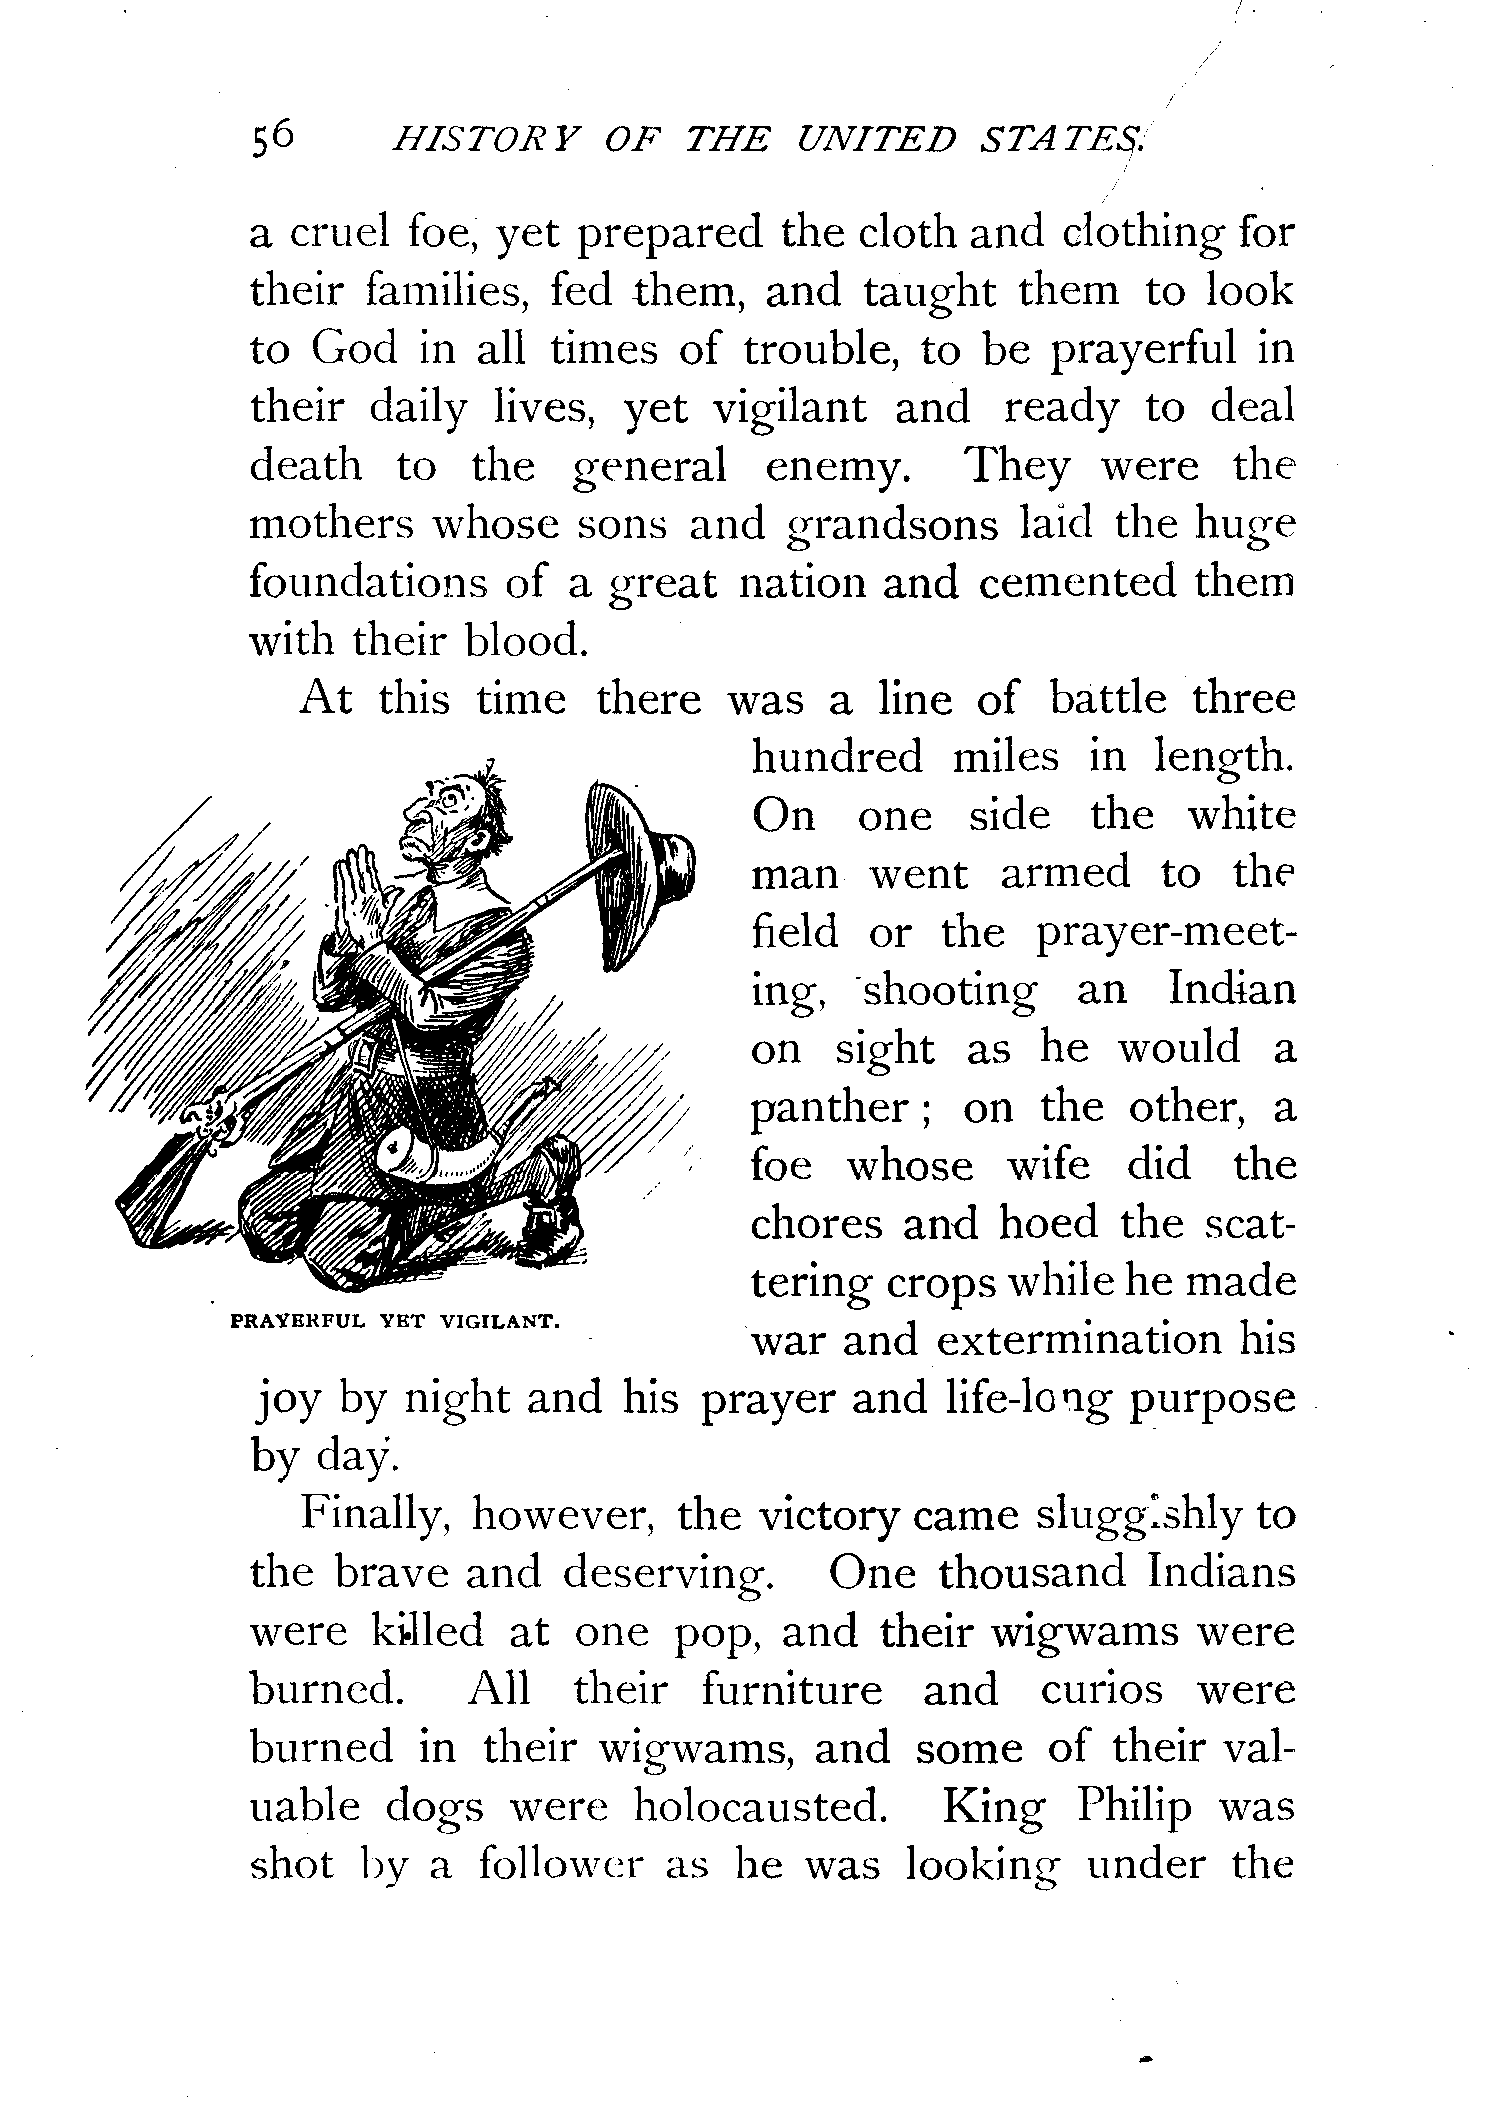 56 HISTORY OF THE UNITED STATES.
a cruel foe, yet prepared the cloth and clothing for
their families, fed them, and taught them to look
to God in all times of trouble, to be prayerful in
their daily lives, yet vigilant and ready to deal
death to the general enemy. They were the
mothers whose sons and grandsons laid the huge
foundations of a great nation and cemented them
with their blood.
At this time there was a line of battle three
hundred miles in length.
On one side the white
man went armed to the
field or the prayer-meet-
ing, shooting an Indian
on sight as he would a
panther; on the other, a
foe whose wife did the
chores and hoed the scat-
tering crops while he made
war and extermination his
PRAYERFUL YET VIGILANT.
joy by night and his prayer and life-long purpose
by day.
Finally, however, the victory came sluggishly to
the brave and deserving. One thousand Indians
were killed at one pop, and their wigwams were
burned. All their furniture and curios were
burned in their wigwams, and some of their val-
uable dogs were holocausted. King Philip was
shot by a follower as he was looking under the